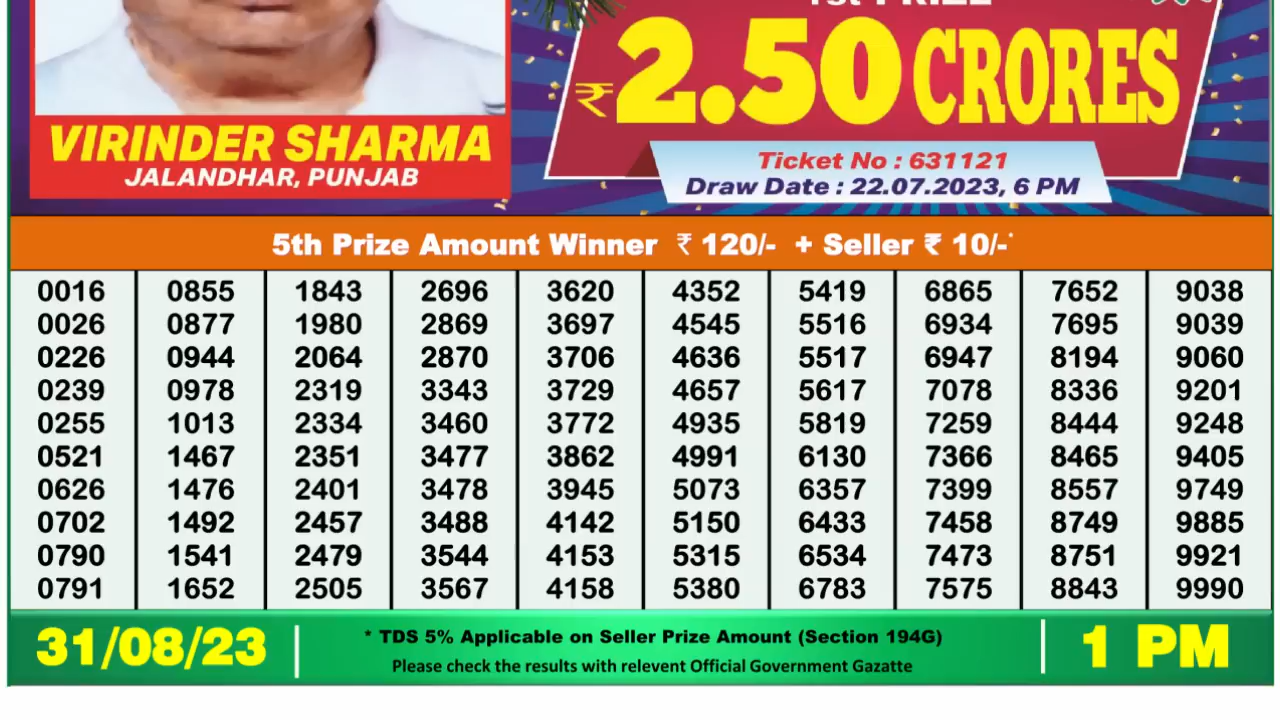 1st PRIZE
₹2.50 CRORES
VIRINDER SHARMA
JALANDHAR, PUNJAB
Ticket No : 631121
Draw Date : 22.07.2023, 6 PM
5th Prize Amount Winner ₹ 120/- + Seller ₹ 10/-*
0016 0855 1843 2696 3620 4352 5419 6865 7652 9038
0026 0877 1980 2869 3697 4545 5516 6934 7695 9039
0226 0944 2064 2870 3706 4636 5517 6947 8194 9060
0239 0978 2319 3343 3729 4657 5617 7078 8336 9201
0255 1013 2334 3460 3772 4935 5819 7259 8444 9248
0521 1467 2351 3477 3862 4991 6130 7366 8465 9405
0626 1476 2401 3478 3945 5073 6357 7399 8557 9749
0702 1492 2457 3488 4142 5150 6433 7458 8749 9885
0790 1541 2479 3544 4153 5315 6534 7473 8751 9921
0791 1652 2505 3567 4158 5380 6783 7575 8843 9990
31/08/23
* TDS 5% Applicable on Seller Prize Amount (Section 194G)
Please check the results with relevent Official Government Gazatte
1 PM